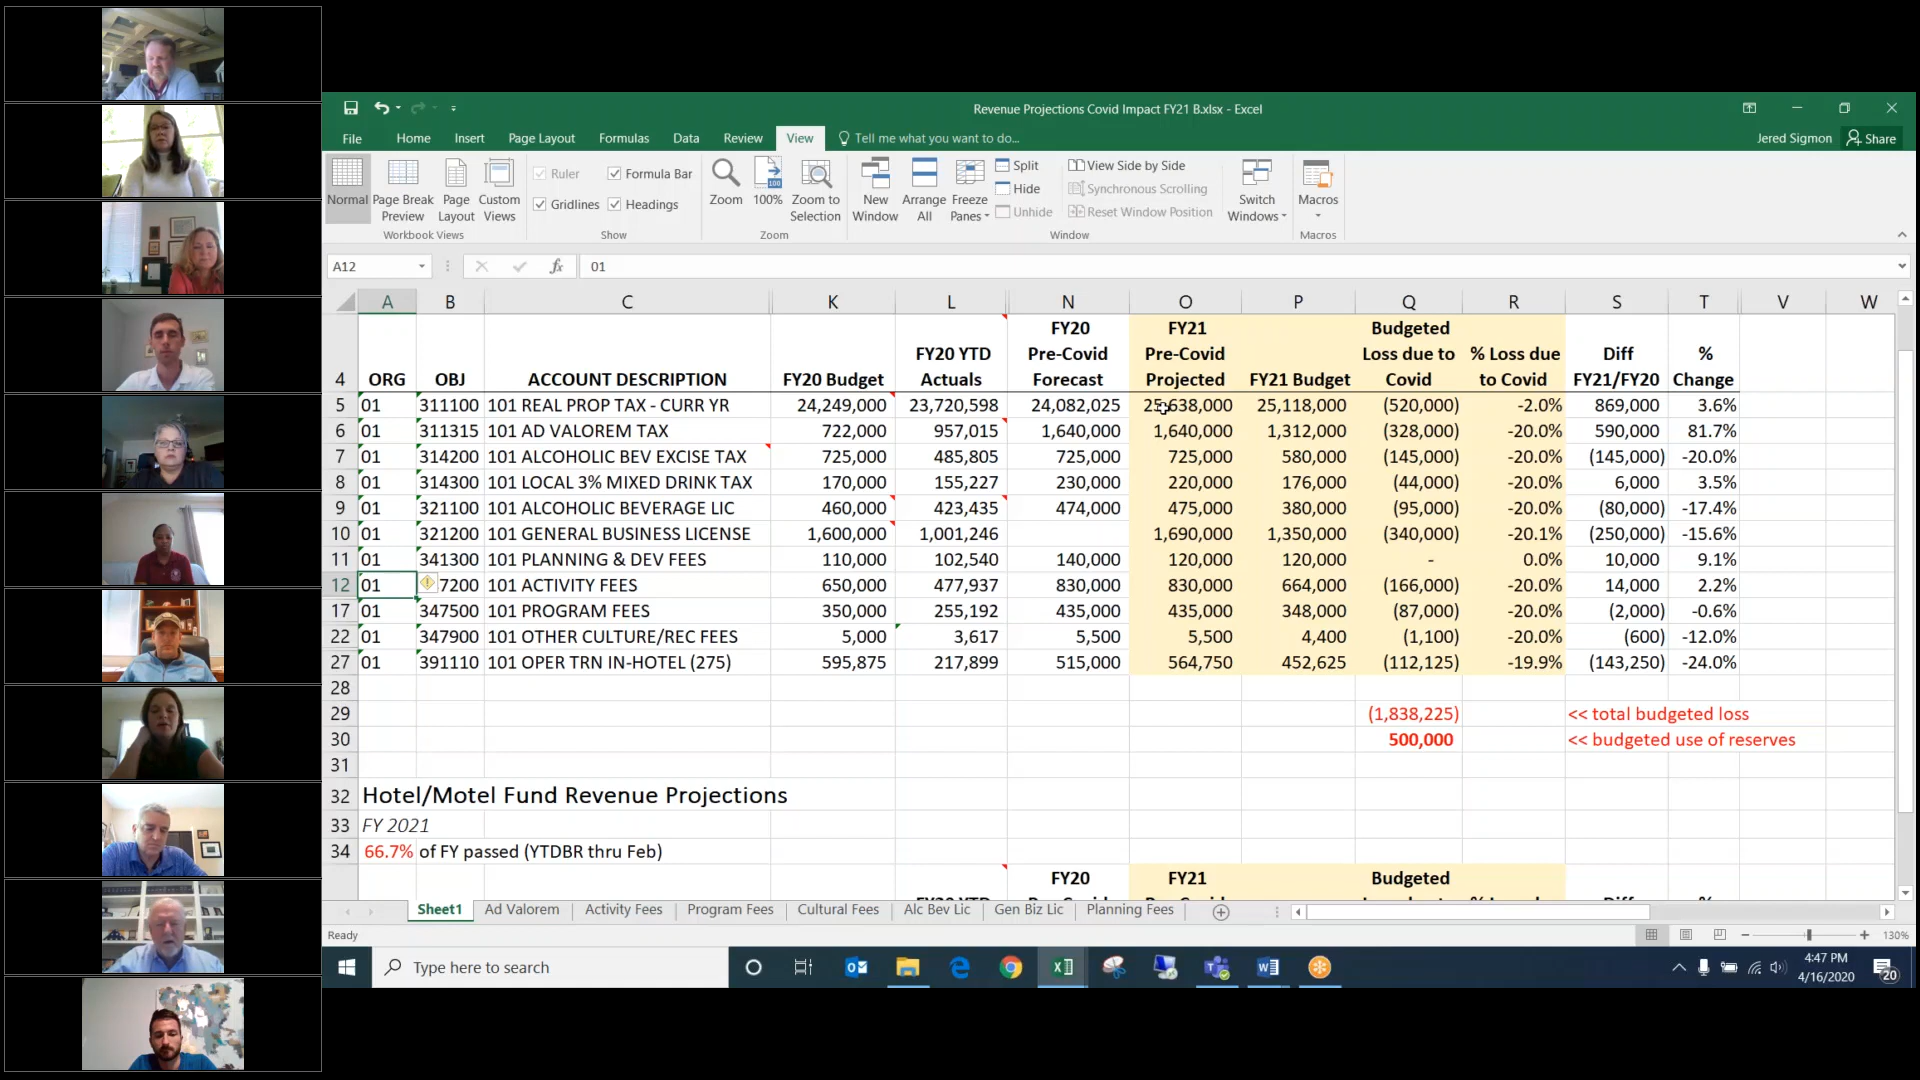 Revenue Projections Covid Impact FY21 B.xlsx - Excel
File Home Insert Page Layout Formulas Data Review View Tell me what you want to do... Jered Sigmon Share
Normal Page Break Preview Page Layout Custom Views
Workbook Views
Ruler Formula Bar
Gridlines Headings
Show
Zoom 100% Zoom to Selection
Zoom
New Window Arrange All Freeze Panes
Split View Side by Side
Hide Synchronous Scrolling
Unhide Reset Window Position
Window
Switch Windows
Macros
Macros
A12 fx 01
A B C K L N O P Q R S T V W
FY20 FY21 Budgeted
FY20 YTD Pre-Covid Pre-Covid Loss due to % Loss due Diff %
4 ORG OBJ ACCOUNT DESCRIPTION FY20 Budget Actuals Forecast Projected FY21 Budget Covid to Covid FY21/FY20 Change
5 01 311100 101 REAL PROP TAX - CURR YR 24,249,000 23,720,598 24,082,025 25,638,000 25,118,000 (520,000) -2.0% 869,000 3.6%
6 01 311315 101 AD VALOREM TAX 722,000 957,015 1,640,000 1,640,000 1,312,000 (328,000) -20.0% 590,000 81.7%
7 01 314200 101 ALCOHOLIC BEV EXCISE TAX 725,000 485,805 725,000 725,000 580,000 (145,000) -20.0% (145,000) -20.0%
8 01 314300 101 LOCAL 3% MIXED DRINK TAX 170,000 155,227 230,000 220,000 176,000 (44,000) -20.0% 6,000 3.5%
9 01 321100 101 ALCOHOLIC BEVERAGE LIC 460,000 423,435 474,000 475,000 380,000 (95,000) -20.0% (80,000) -17.4%
10 01 321200 101 GENERAL BUSINESS LICENSE 1,600,000 1,001,246 1,690,000 1,350,000 (340,000) -20.1% (250,000) -15.6%
11 01 341300 101 PLANNING & DEV FEES 110,000 102,540 140,000 120,000 120,000 - 0.0% 10,000 9.1%
12 01 7200 101 ACTIVITY FEES 650,000 477,937 830,000 830,000 664,000 (166,000) -20.0% 14,000 2.2%
17 01 347500 101 PROGRAM FEES 350,000 255,192 435,000 435,000 348,000 (87,000) -20.0% (2,000) -0.6%
22 01 347900 101 OTHER CULTURE/REC FEES 5,000 3,617 5,500 5,500 4,400 (1,100) -20.0% (600) -12.0%
27 01 391110 101 OPER TRN IN-HOTEL (275) 595,875 217,899 515,000 564,750 452,625 (112,125) -19.9% (143,250) -24.0%
28
29 (1,838,225) << total budgeted loss
30 500,000 << budgeted use of reserves
31
32 Hotel/Motel Fund Revenue Projections
33 FY 2021
34 66.7% of FY passed (YTDBR thru Feb)
FY20 FY21 Budgeted
Sheet1 Ad Valorem Activity Fees Program Fees Cultural Fees Alc Bev Lic Gen Biz Lic Planning Fees
Ready 130%
Type here to search
4:47 PM
4/16/2020
20